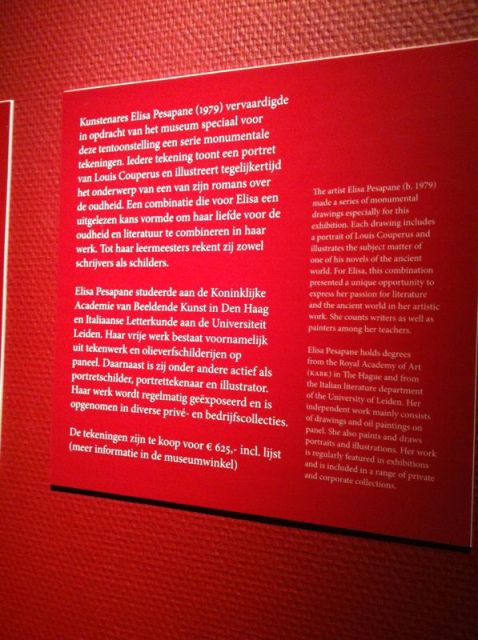 Kunstenares Elisa Pesapane (1979) vervaardigde
in opdracht van het museum speciaal voor
deze tentoonstelling een serie monumentale
tekeningen. Iedere tekening toont een portret
van Louis Couperus en illustreert tegelijkertijd
het onderwerp van een van zijn romans over
de oudheid. Een combinatie die voor Elisa een
uitgelezen kans vormde om haar liefde voor de
oudheid en literatuur te combineren in haar
werk. Tot haar leermeesters rekent zij zowel
schrijvers als schilders.
Elisa Pesapane studeerde aan de Koninklijke
Academie van Beeldende Kunst in Den Haag
en Italiaanse Letterkunde aan de Universiteit
Leiden. Haar vrije werk bestaat voornamelijk
uit tekenwerk en olieverfschilderijen op
paneel. Daarnaast is zij onder andere actief als
portretschilder, portrettekenaar en illustrator.
Haar werk wordt regelmatig geëxposeerd en is
opgenomen in diverse privé- en bedrijfscollecties.
De tekeningen zijn te koop voor € 625,- incl. lijst
(meer informatie in de museumwinkel)
The artist Elisa Pesapane (b. 1979)
made a series of monumental
drawings especially for this
exhibition. Each drawing includes
a portrait of Louis Couperus and
illustrates the subject matter of
one of his novels of the ancient
world. For Elisa, this combination
presented a unique opportunity to
express her passion for literature
and the ancient world in her artistic
work. She counts writers as well as
painters among her teachers.
Elisa Pesapane holds degrees
from the Royal Academy of Art
(KABK) in The Hague and from
the Italian literature department
of the University of Leiden. Her
independent work mainly consists
of drawings and oil paintings on
panel. She also paints and draws
portraits and illustrations. Her work
is regularly featured in exhibitions
and is included in a range of private
and corporate collections.